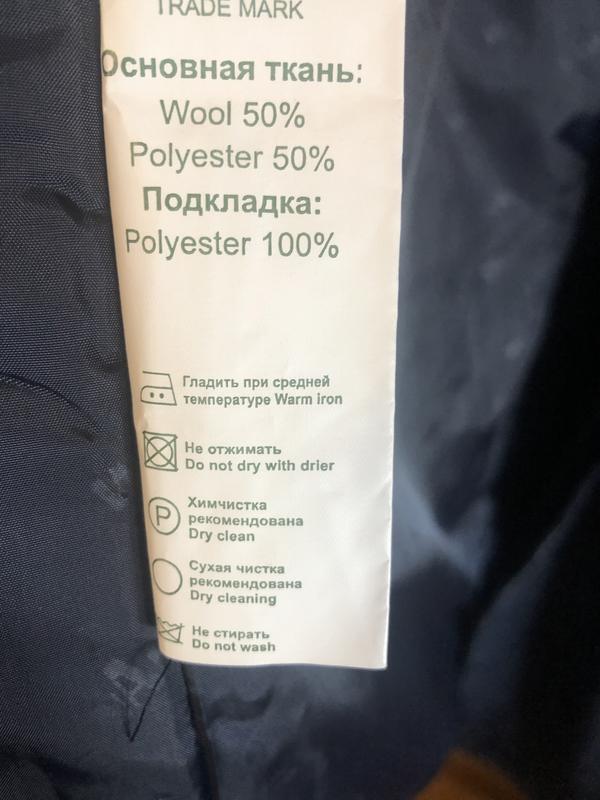 TRADE MARK
Основная ткань:
Wool 50%
Polyester 50%
Подкладка:
Polyester 100%
Гладить при средней
температуре Warm iron
Не отжимать
Do not dry with drier
P
Химчистка
рекомендована
Dry clean
Сухая чистка
рекомендована
Dry cleaning
Не стирать
Do not wash